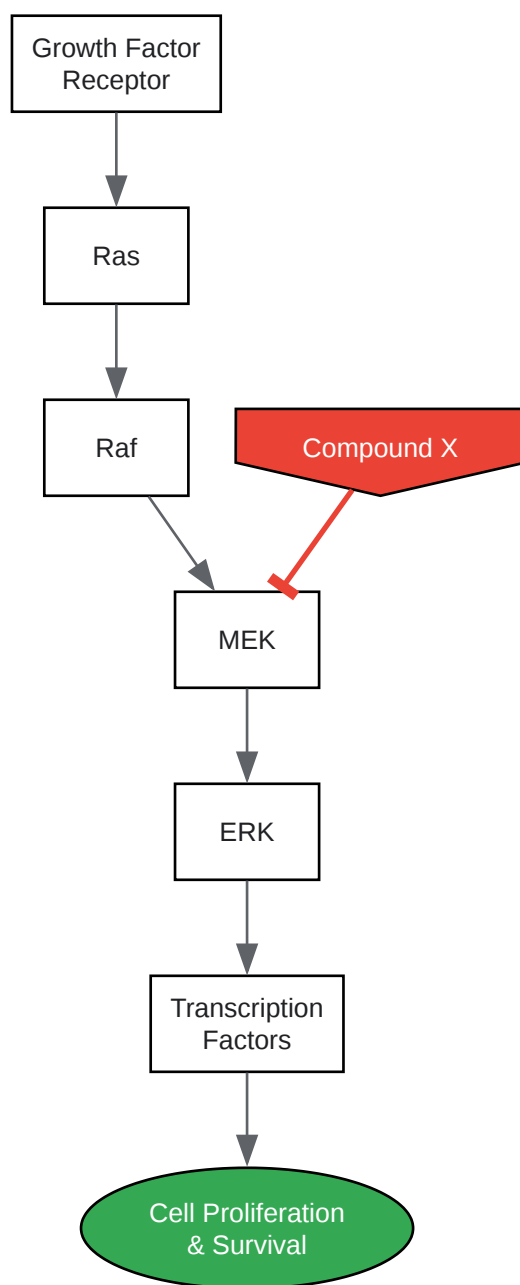 Growth Factor
Receptor
Ras
Raf
Compound X
MEK
ERK
Transcription
Factors
Cell Proliferation
& Survival